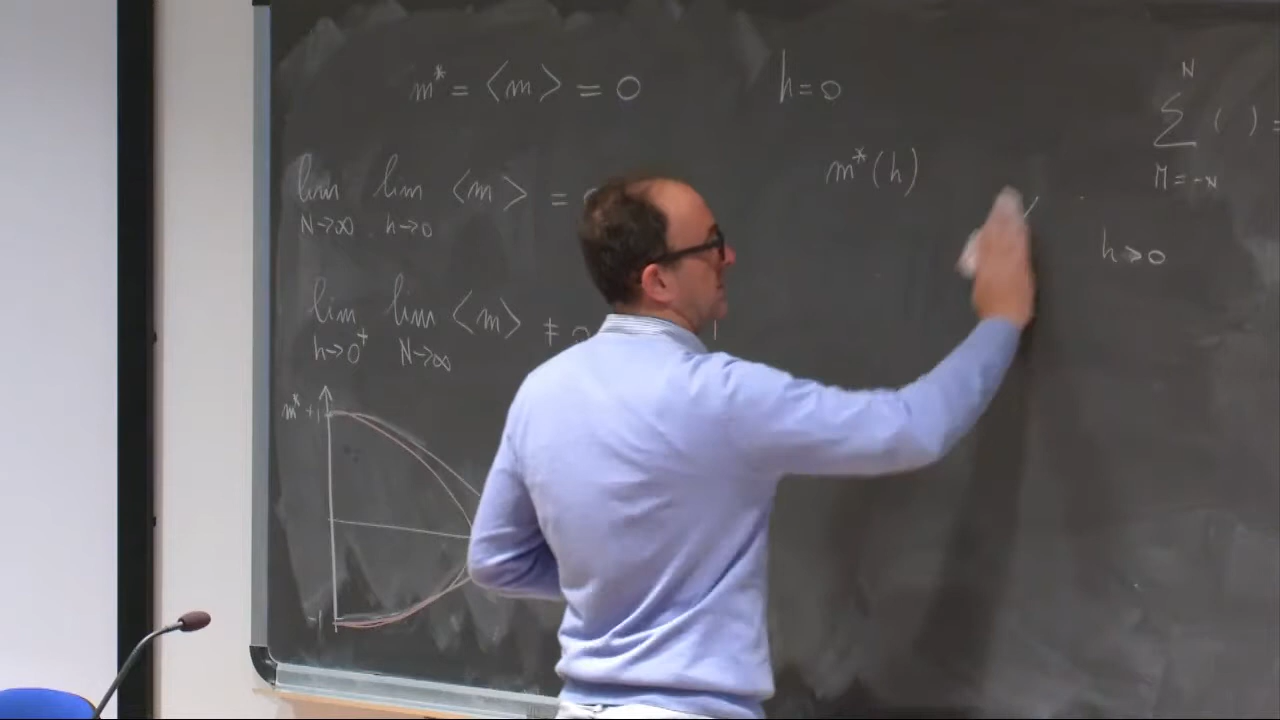 m* = ⟨m⟩ = 0
h = 0
N
Σ ( ) =
M = -N
m*(h)
lim lim ⟨m⟩ =
N→∞ h→0
h > 0
lim lim ⟨m⟩ ≠
h→0⁺ N→∞
m* +1
-1